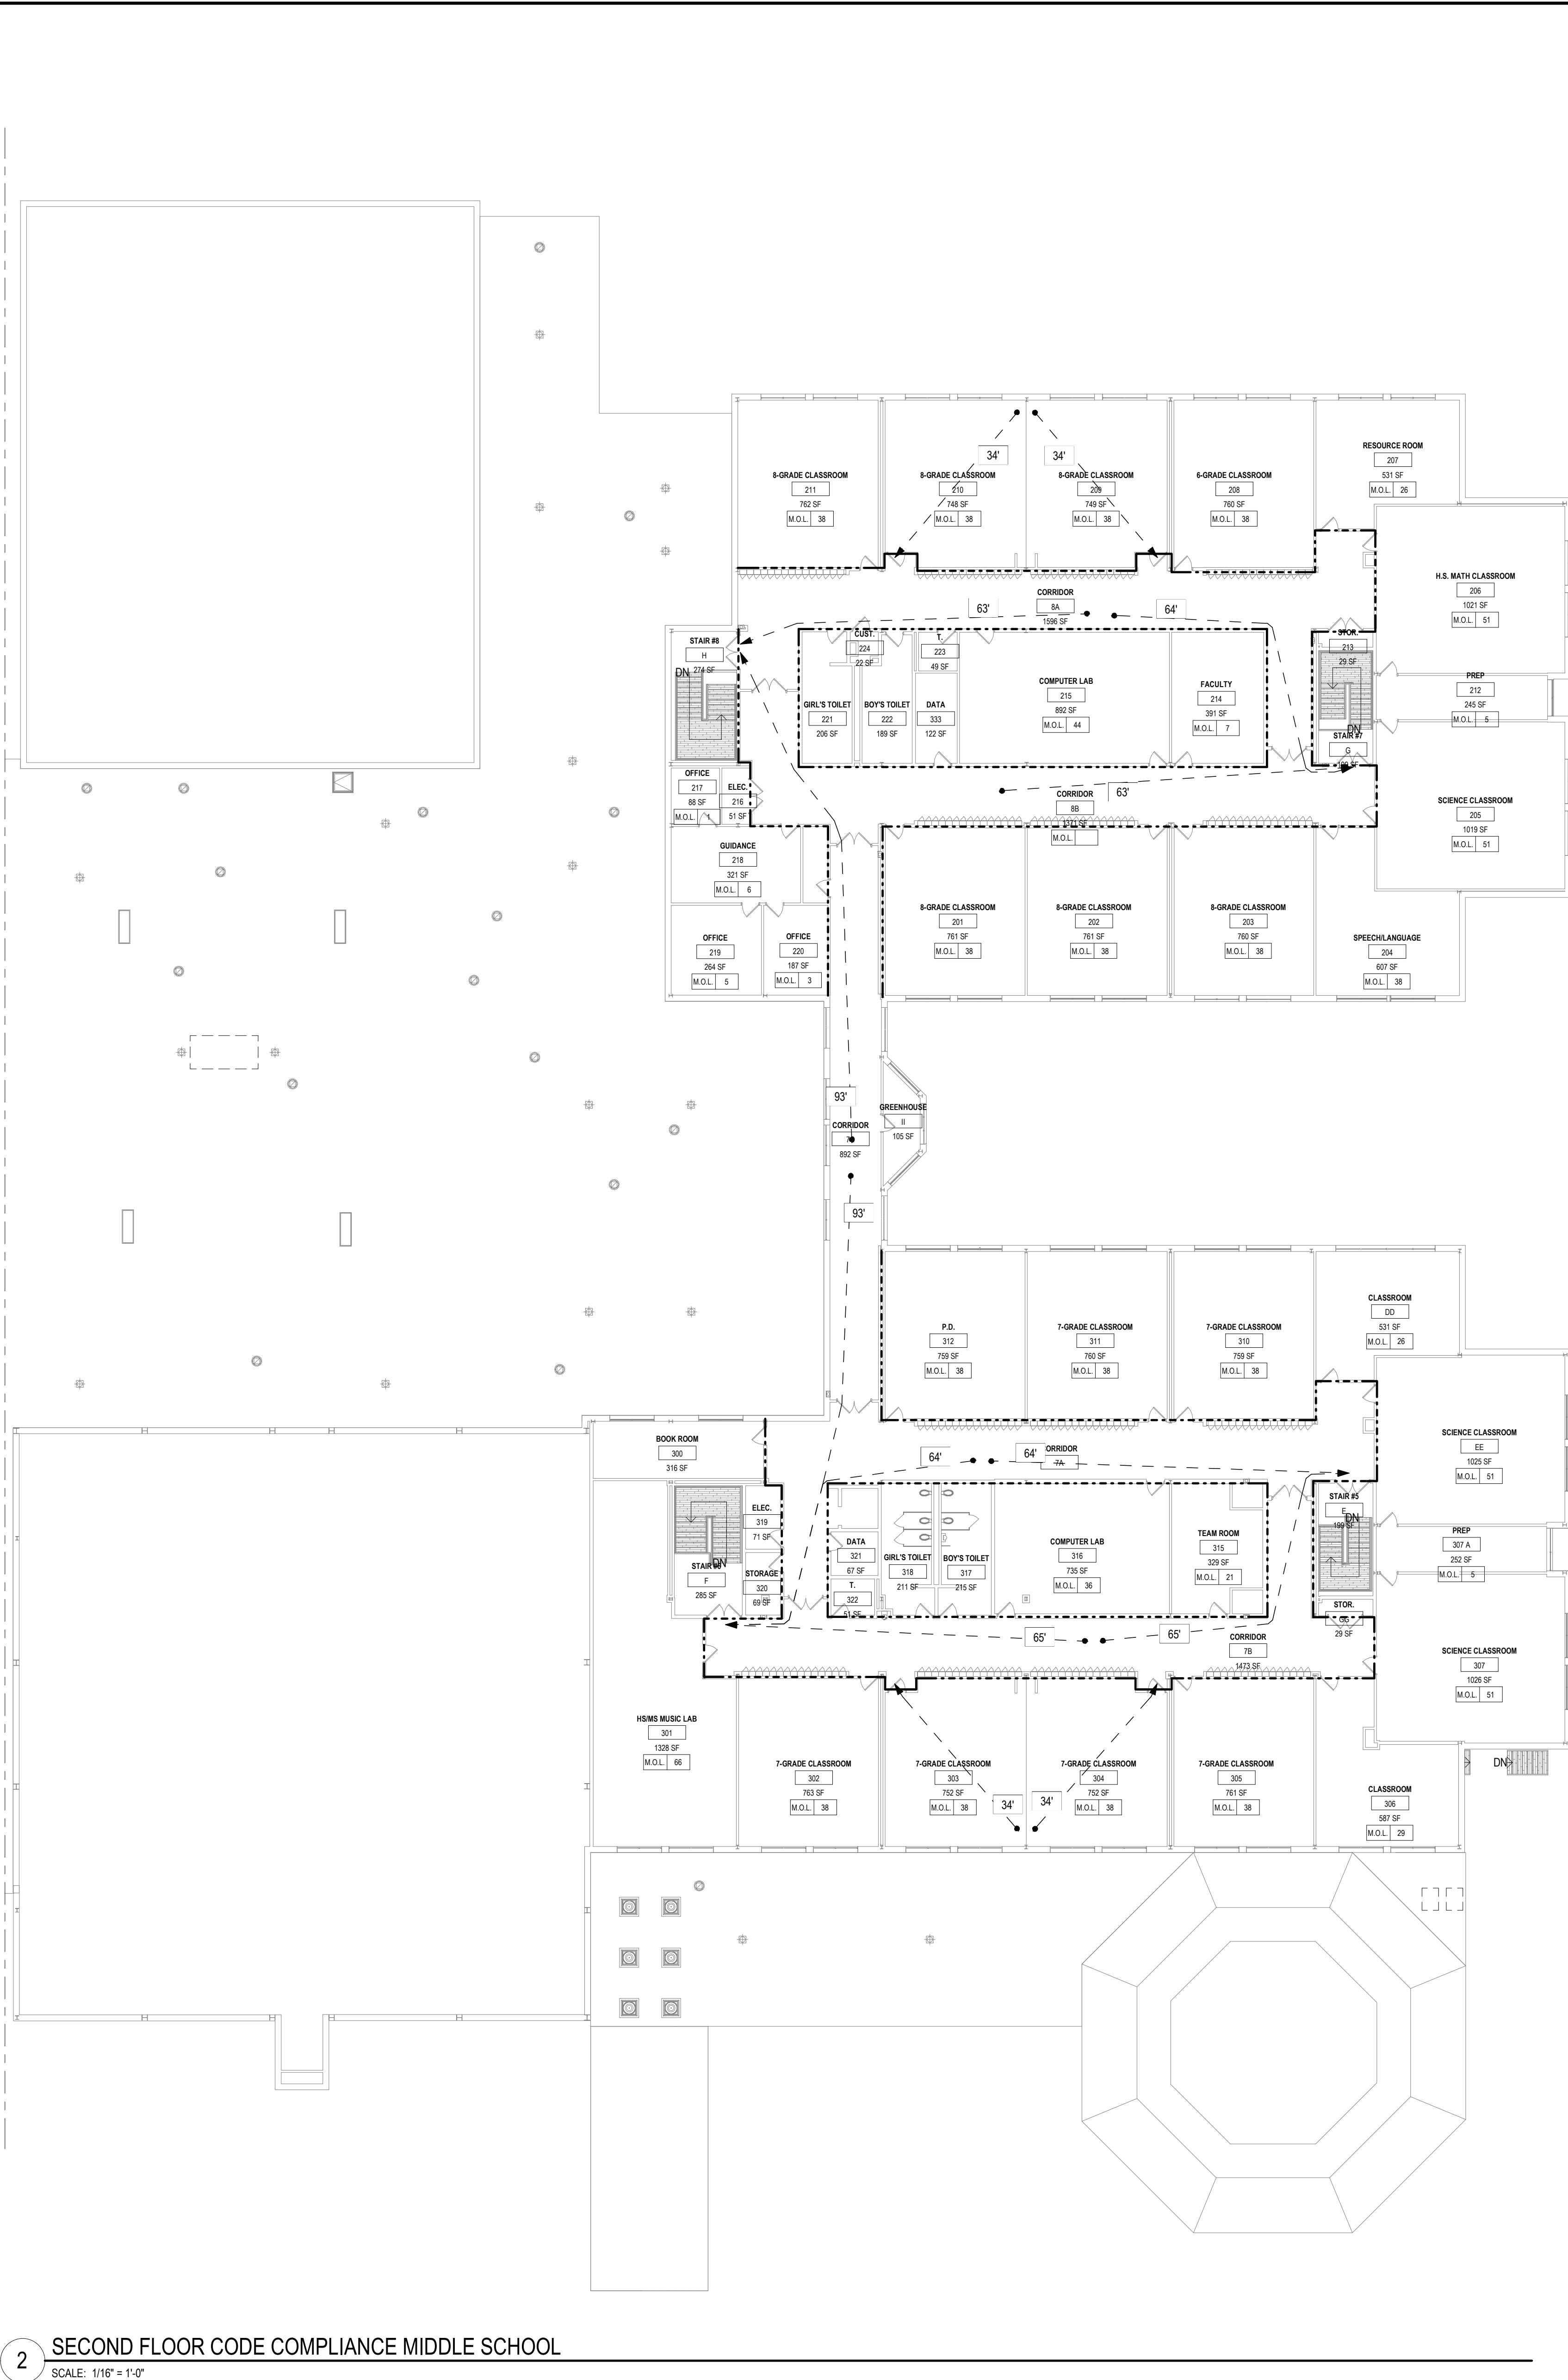 RESOURCE ROOM
207
531 SF
M.O.L. 26
8-GRADE CLASSROOM
211
762 SF
M.O.L. 38
8-GRADE CLASSROOM
210
748 SF
M.O.L. 38
8-GRADE CLASSROOM
209
749 SF
M.O.L. 38
6-GRADE CLASSROOM
208
760 SF
M.O.L. 38
34'
34'
H.S. MATH CLASSROOM
206
1021 SF
M.O.L. 51
CORRIDOR
8A
1596 SF
63'
64'
STAIR #8
H
274 SF
DN
CUST.
224
22 SF
T.
223
49 SF
STOR.
213
29 SF
GIRL'S TOILET
221
206 SF
BOY'S TOILET
222
189 SF
DATA
333
122 SF
COMPUTER LAB
215
892 SF
M.O.L. 44
FACULTY
214
391 SF
M.O.L. 7
PREP
212
245 SF
M.O.L. 5
DN
STAIR #7
G
199 SF
OFFICE
217
88 SF
M.O.L. 1
ELEC.
216
51 SF
CORRIDOR
8B
1371 SF
M.O.L.
63'
SCIENCE CLASSROOM
205
1019 SF
M.O.L. 51
GUIDANCE
218
321 SF
M.O.L. 6
OFFICE
219
264 SF
M.O.L. 5
OFFICE
220
187 SF
M.O.L. 3
8-GRADE CLASSROOM
201
761 SF
M.O.L. 38
8-GRADE CLASSROOM
202
761 SF
M.O.L. 38
8-GRADE CLASSROOM
203
760 SF
M.O.L. 38
SPEECH/LANGUAGE
204
607 SF
M.O.L. 38
93'
CORRIDOR
892 SF
GREENHOUSE
II
105 SF
93'
P.D.
312
759 SF
M.O.L. 38
7-GRADE CLASSROOM
311
760 SF
M.O.L. 38
7-GRADE CLASSROOM
310
759 SF
M.O.L. 38
CLASSROOM
DD
531 SF
M.O.L. 26
BOOK ROOM
300
316 SF
64'
64'
ORRIDOR
7A
SCIENCE CLASSROOM
EE
1025 SF
M.O.L. 51
ELEC.
319
71 SF
DN
STAIR #6
F
285 SF
STORAGE
320
69 SF
DATA
321
67 SF
T.
322
51 SF
GIRL'S TOILET
318
211 SF
BOY'S TOILET
317
215 SF
COMPUTER LAB
316
735 SF
M.O.L. 36
TEAM ROOM
315
329 SF
M.O.L. 21
STAIR #5
E
199 SF
DN
PREP
307 A
252 SF
M.O.L. 5
STOR.
GG
29 SF
65'
65'
CORRIDOR
7B
1473 SF
SCIENCE CLASSROOM
307
1026 SF
M.O.L. 51
HS/MS MUSIC LAB
301
1328 SF
M.O.L. 66
7-GRADE CLASSROOM
302
763 SF
M.O.L. 38
7-GRADE CLASSROOM
303
752 SF
M.O.L. 38
7-GRADE CLASSROOM
304
752 SF
M.O.L. 38
7-GRADE CLASSROOM
305
761 SF
M.O.L. 38
CLASSROOM
306
587 SF
M.O.L. 29
34'
34'
DN
2
SECOND FLOOR CODE COMPLIANCE MIDDLE SCHOOL
SCALE: 1/16" = 1'-0"